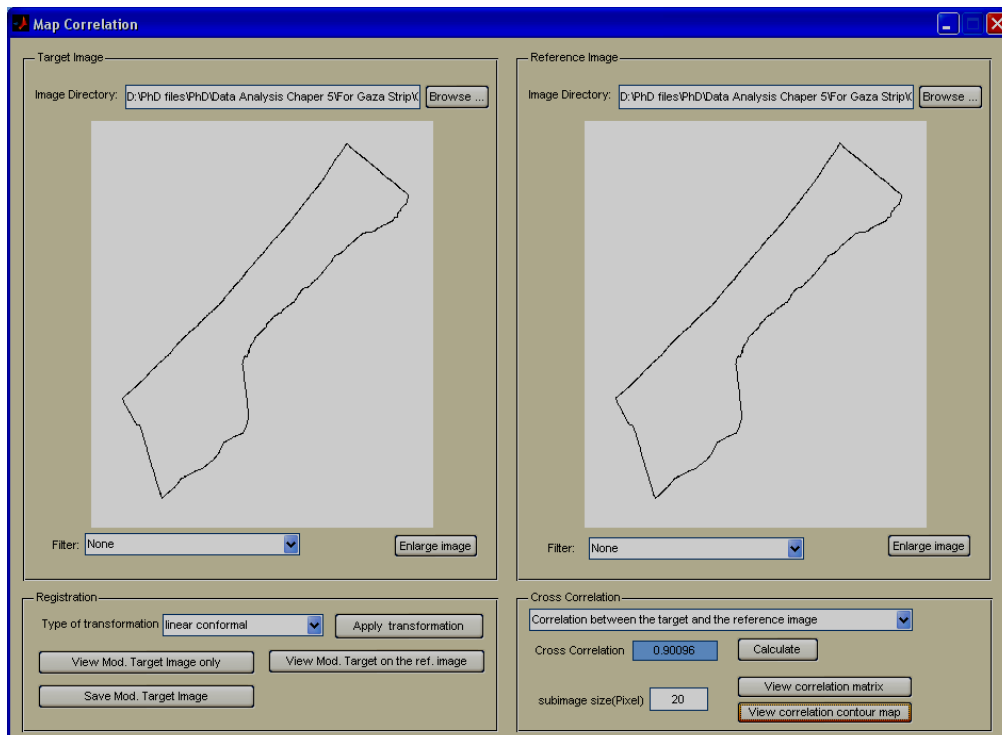 Map Correlation
Target Image
Image Directory: D:\PhD files\PhD\Data Analysis Chaper 5\For Gaza Strip\ Browse ...
Filter: None Enlarge image
Reference Image
Image Directory: D:\PhD files\PhD\Data Analysis Chaper 5\For Gaza Strip\ Browse ...
Filter: None Enlarge image
Registration
Type of transformation linear conformal Apply transformation
View Mod. Target Image only View Mod. Target on the ref. image
Save Mod. Target Image
Cross Correlation
Correlation between the target and the reference image
Cross Correlation 0.90096 Calculate
View correlation matrix
subimage size(Pixel) 20
View correlation contour map